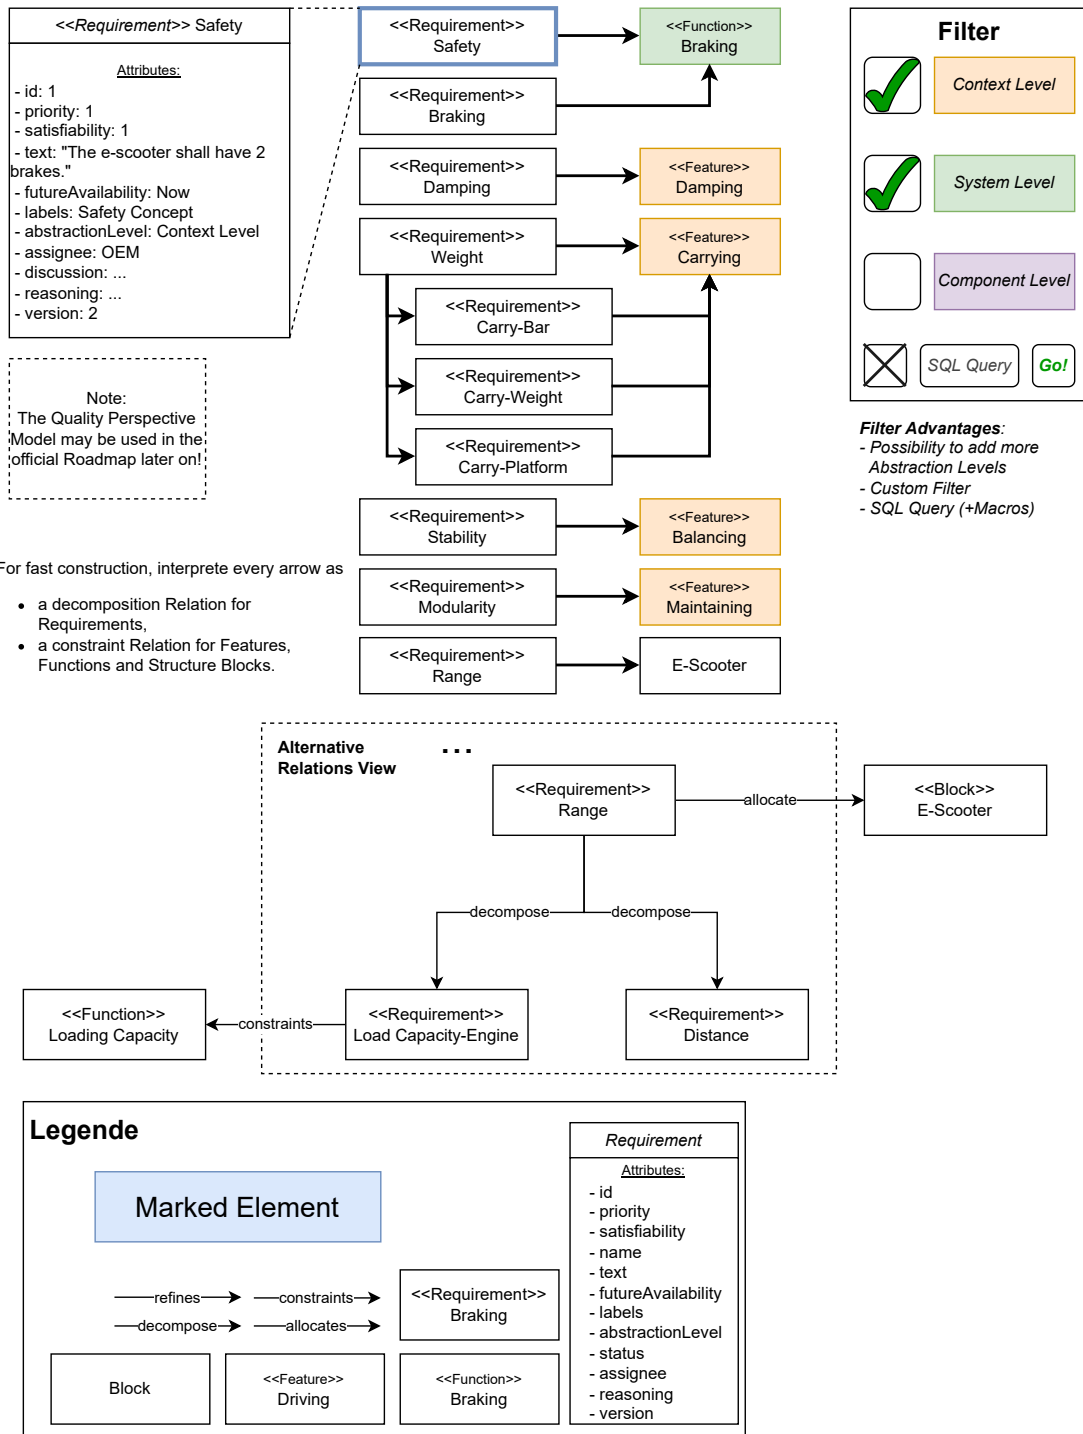 <<Requirement>> Safety
Attributes:
- id: 1
- priority: 1
- satisfiability: 1
- text: "The e-scooter shall have 2
brakes."
- futureAvailability: Now
- labels: Safety Concept
- abstractionLevel: Context Level
- assignee: OEM
- discussion: ...
- reasoning: ...
- version: 2
Note:
The Quality Perspective
Model may be used in the
official Roadmap later on!
For fast construction, interprete every arrow as
• a decomposition Relation for
Requirements,
• a constraint Relation for Features,
Functions and Structure Blocks.
<<Requirement>>
Safety
<<Function>>
Braking
<<Requirement>>
Braking
<<Requirement>>
Damping
<<Feature>>
Damping
<<Requirement>>
Weight
<<Feature>>
Carrying
<<Requirement>>
Carry-Bar
<<Requirement>>
Carry-Weight
<<Requirement>>
Carry-Platform
<<Requirement>>
Stability
<<Feature>>
Balancing
<<Requirement>>
Modularity
<<Feature>>
Maintaining
<<Requirement>>
Range
E-Scooter
Filter
Context Level
System Level
Component Level
SQL Query
Go!
Filter Advantages:
- Possibility to add more
Abstraction Levels
- Custom Filter
- SQL Query (+Macros)
Alternative
Relations View
...
<<Requirement>>
Range
allocate
<<Block>>
E-Scooter
decompose
decompose
<<Function>>
Loading Capacity
constraints
<<Requirement>>
Load Capacity-Engine
<<Requirement>>
Distance
Legende
Marked Element
refines
constraints
decompose
allocates
<<Requirement>>
Braking
Block
<<Feature>>
Driving
<<Function>>
Braking
Requirement
Attributes:
- id
- priority
- satisfiability
- name
- text
- futureAvailability
- labels
- abstractionLevel
- status
- assignee
- reasoning
- version